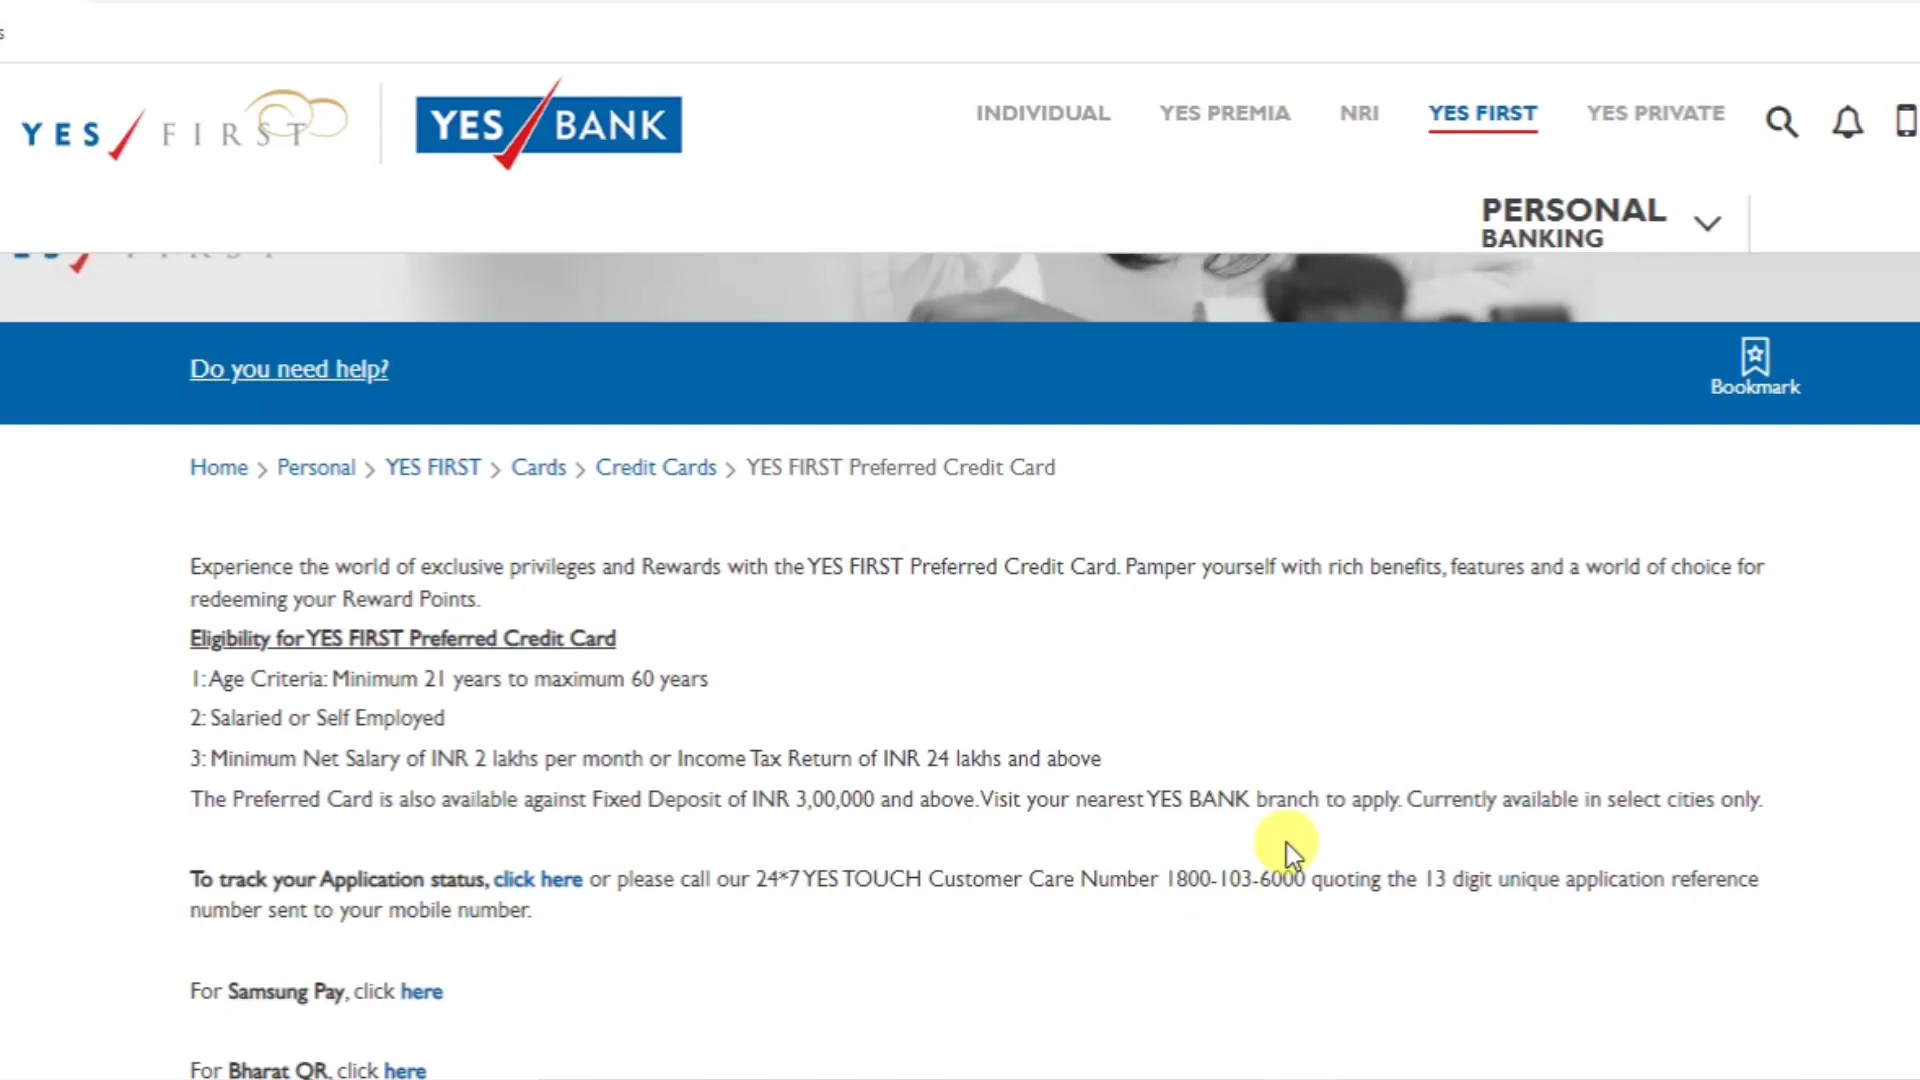 s
YES FIRST
YES BANK
INDIVIDUAL YES PREMIA NRI YES FIRST YES PRIVATE
PERSONAL
BANKING
Do you need help?
Bookmark
Home > Personal > YES FIRST > Cards > Credit Cards > YES FIRST Preferred Credit Card
Experience the world of exclusive privileges and Rewards with the YES FIRST Preferred Credit Card. Pamper yourself with rich benefits, features and a world of choice for
redeeming your Reward Points.
Eligibility for YES FIRST Preferred Credit Card
1: Age Criteria: Minimum 21 years to maximum 60 years
2: Salaried or Self Employed
3: Minimum Net Salary of INR 2 lakhs per month or Income Tax Return of INR 24 lakhs and above
The Preferred Card is also available against Fixed Deposit of INR 3,00,000 and above. Visit your nearest YES BANK branch to apply. Currently available in select cities only.
To track your Application status, click here or please call our 24*7 YES TOUCH Customer Care Number 1800-103-6000 quoting the 13 digit unique application reference
number sent to your mobile number.
For Samsung Pay, click here
For Bharat QR, click here